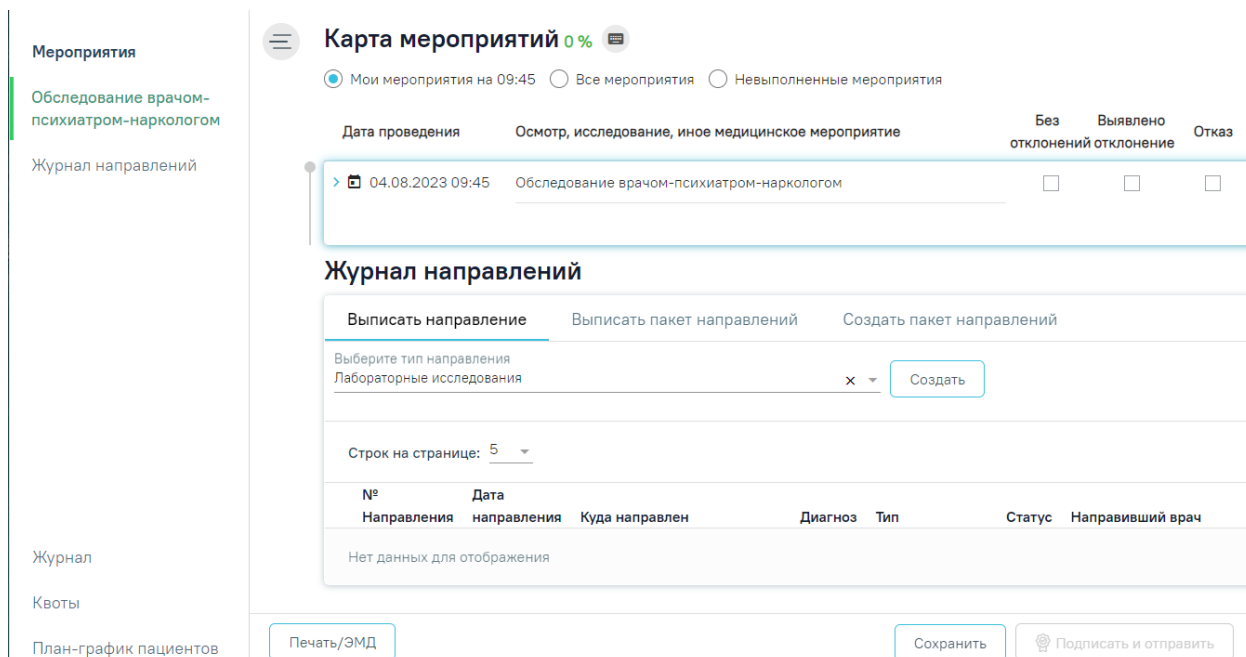 Мероприятия
Обследование врачом-
психиатром-наркологом
Журнал направлений
Журнал
Квоты
План-график пациентов
Карта мероприятий 0 %
Мои мероприятия на 09:45 Все мероприятия Невыполненные мероприятия
Дата проведения Осмотр, исследование, иное медицинское мероприятие Без отклонений Выявлено отклонение Отказ
04.08.2023 09:45 Обследование врачом-психиатром-наркологом
Журнал направлений
Выписать направление Выписать пакет направлений Создать пакет направлений
Выберите тип направления
Лабораторные исследования Создать
Строк на странице: 5
№ Направления Дата направления Куда направлен Диагноз Тип Статус Направивший врач
Нет данных для отображения
Печать/ЭМД Сохранить Подписать и отправить